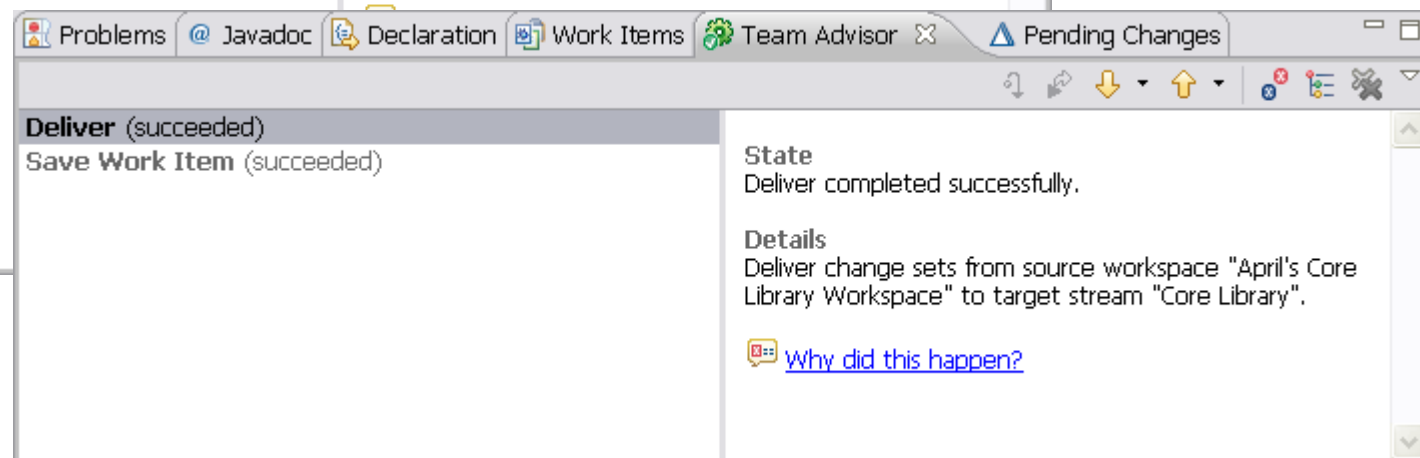 Problems @ Javadoc Declaration Work Items Team Advisor Pending Changes
Deliver (succeeded)
Save Work Item (succeeded)
State
Deliver completed successfully.
Details
Deliver change sets from source workspace "April's Core
Library Workspace" to target stream "Core Library".
Why did this happen?